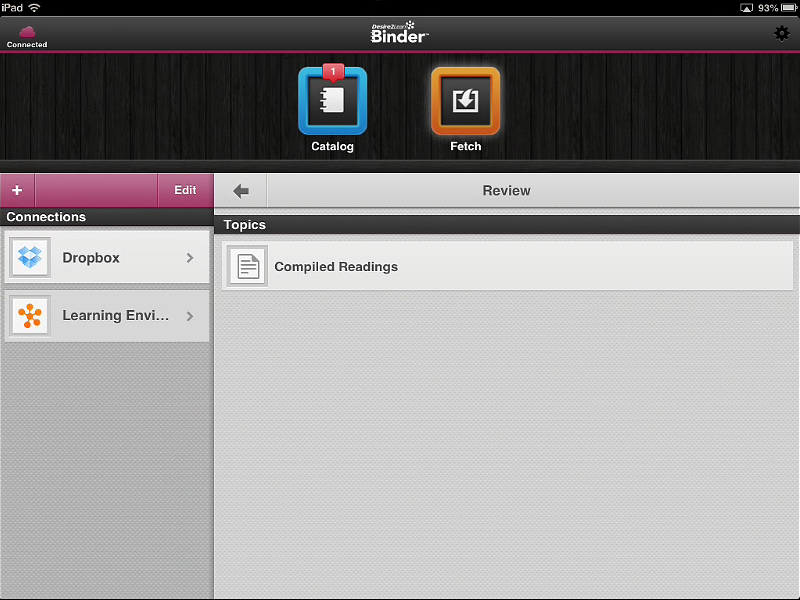 iPad
93%
Connected
Desire2Learn
Binder™
1
Catalog
Fetch
+
Edit
Review
Connections
Topics
Dropbox
Compiled Readings
Learning Envi...